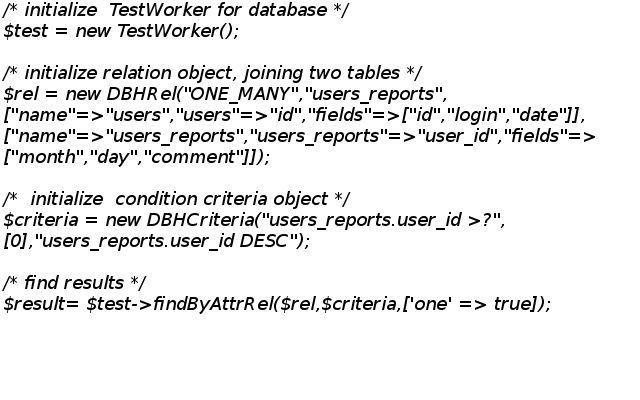 /* initialize  TestWorker for database */
$test = new TestWorker();

/* initialize relation object, joining two tables */
$rel = new DBHRel("ONE_MANY","users_reports",
["name"=>"users","users"=>"id","fields"=>["id","login","date"]],
["name"=>"users_reports","users_reports"=>"user_id","fields"=>
["month","day","comment"]]);

/*  initialize  condition criteria object */
$criteria = new DBHCriteria("users_reports.user_id >?",
[0],"users_reports.user_id DESC");

/* find results */
$result= $test->findByAttrRel($rel,$criteria,['one' => true]);